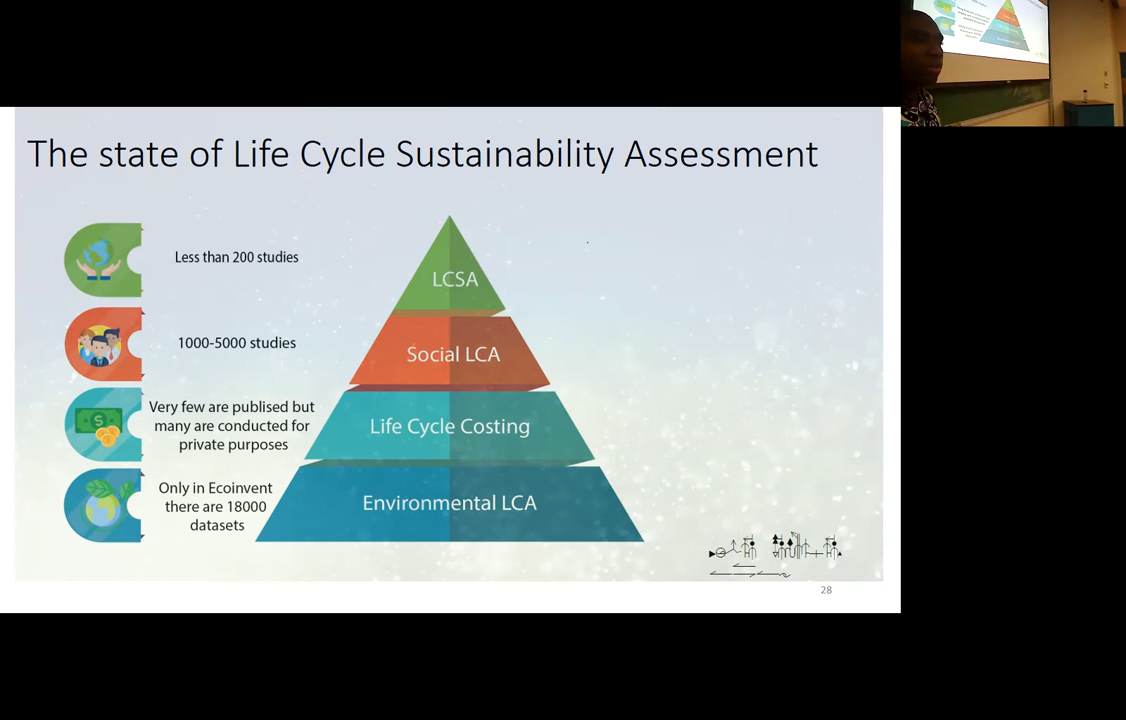 The state of Life Cycle Sustainability Assessment
Less than 200 studies
LCSA
1000-5000 studies
Social LCA
Very few are publised but
many are conducted for
private purposes
Life Cycle Costing
Only in Ecoinvent
there are 18000
datasets
Environmental LCA
28